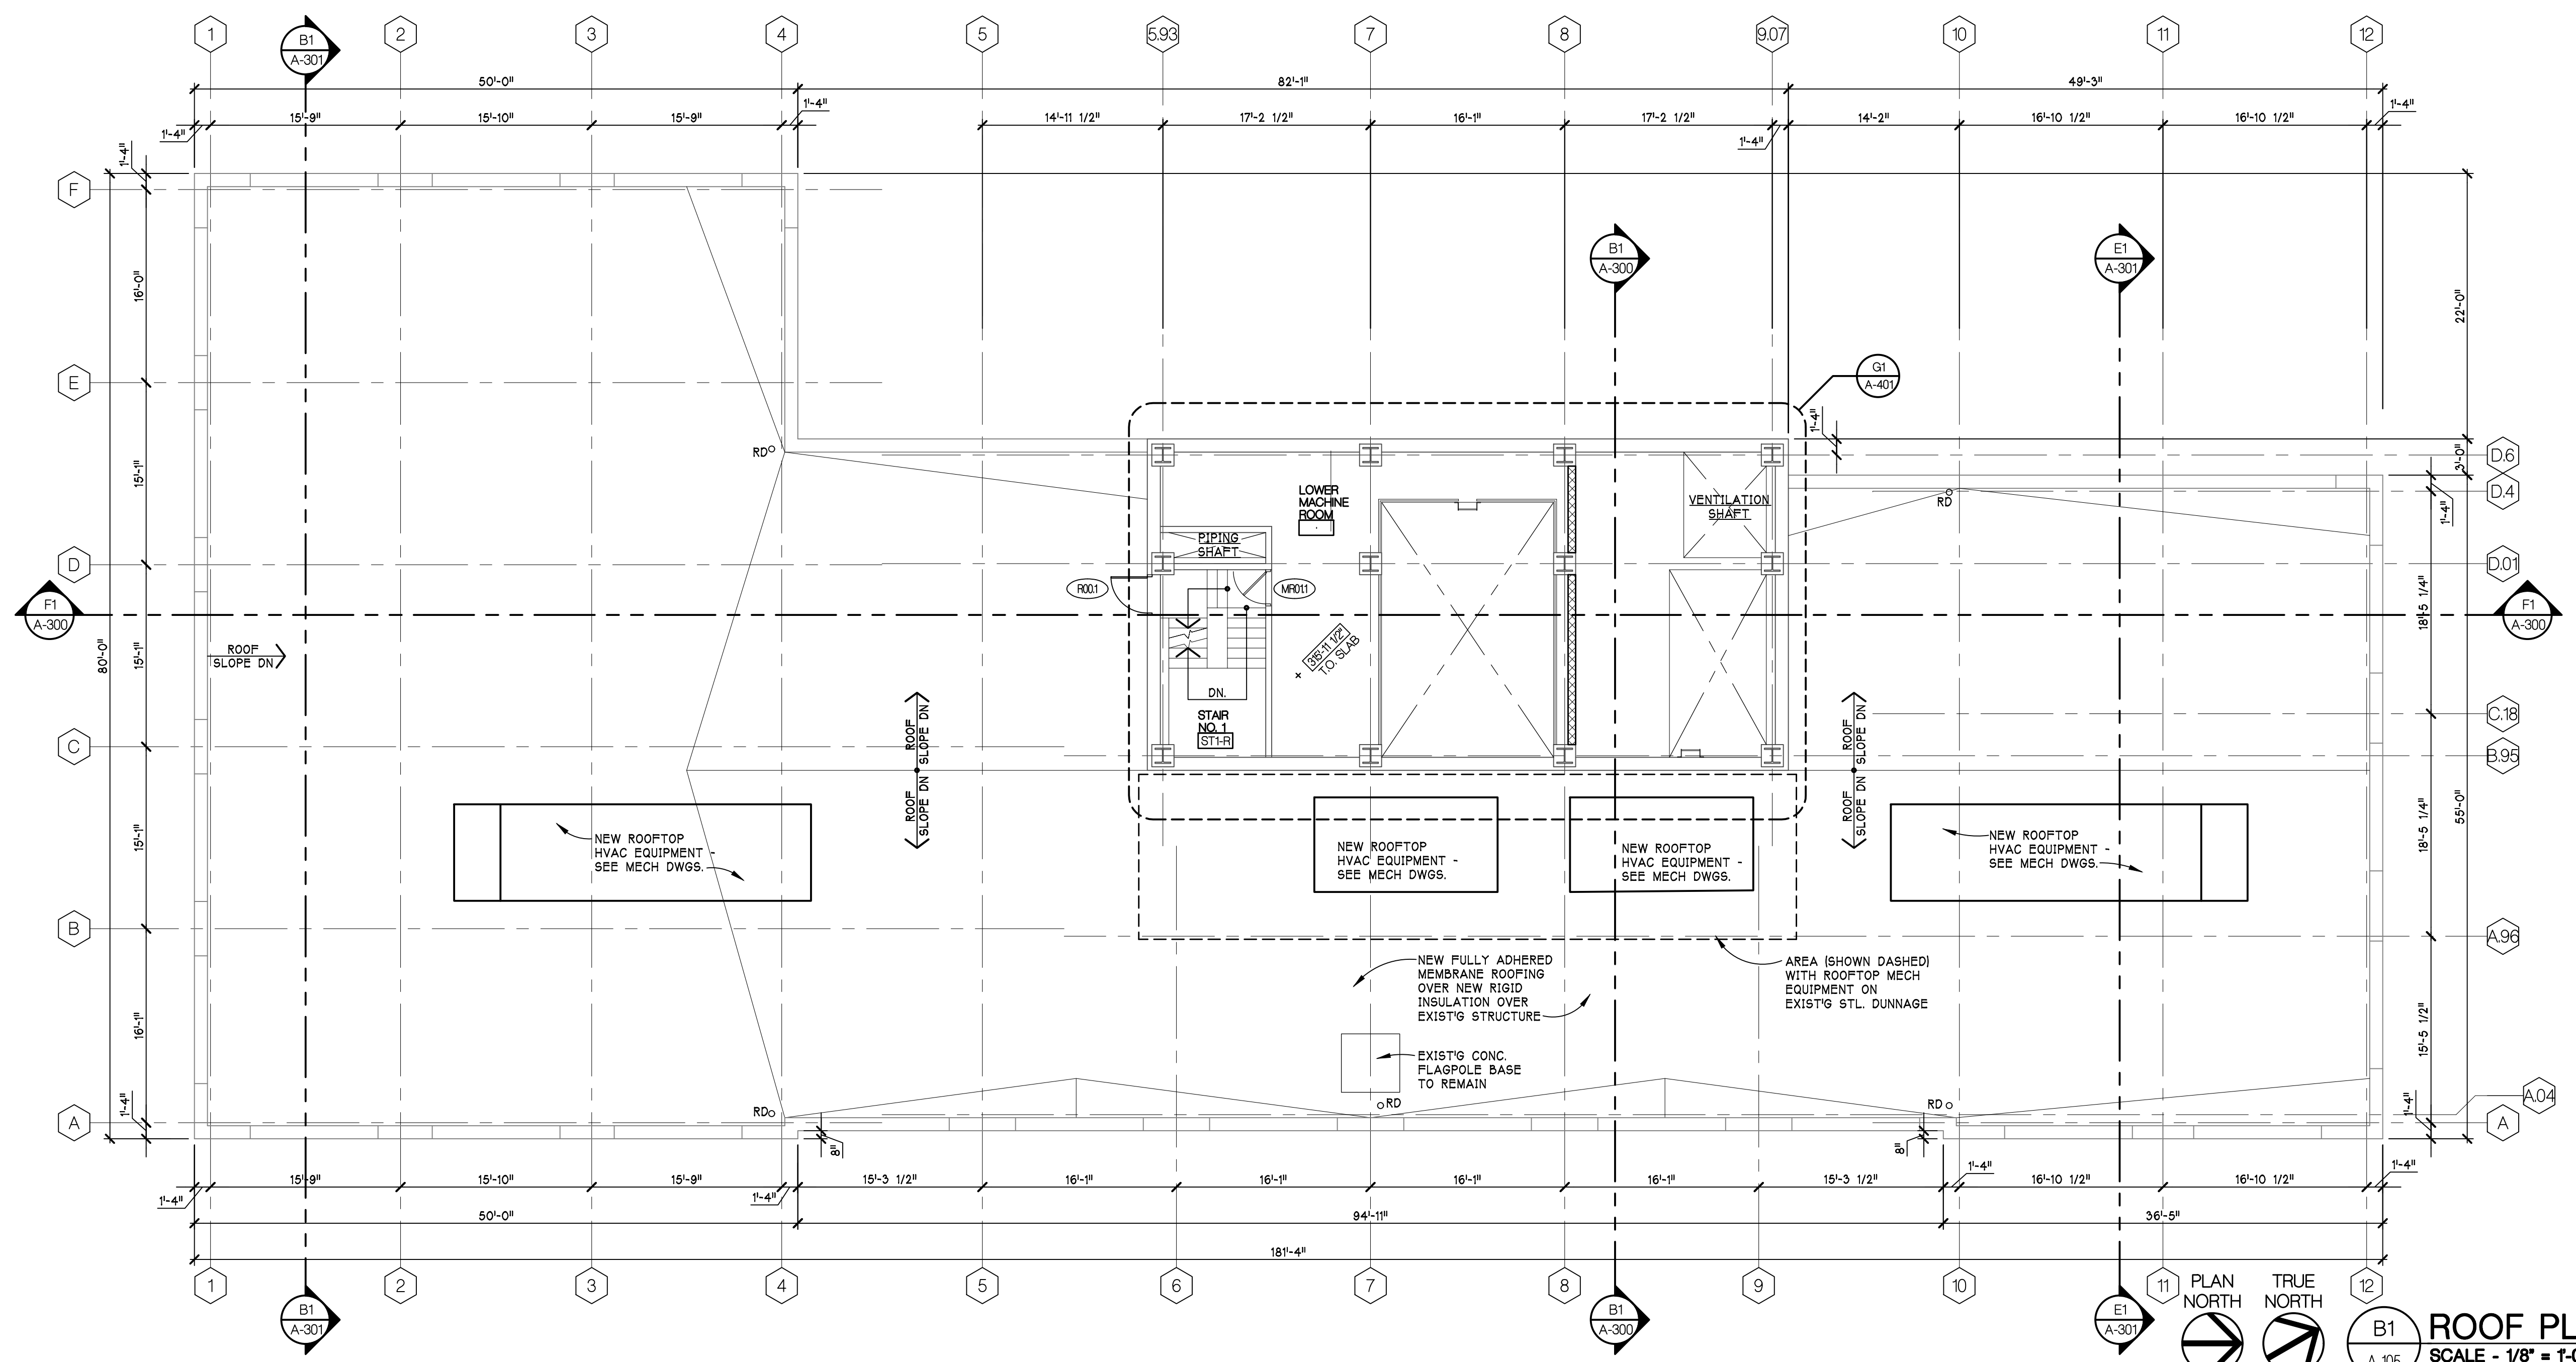 1
B1
A-301
2
3
4
5
5.93
7
8
9.07
10
11
12
50'-0"
82'-1"
49'-3"
1'-4"
15'-9"
15'-10"
15'-9"
1'-4"
14'-11 1/2"
17'-2 1/2"
16'-1"
17'-2 1/2"
1'-4"
14'-2"
16'-10 1/2"
16'-10 1/2"
1'-4"
1'-4"
F
E
D
C
B
A
80'-0"
16'-0"
15'-1"
15'-1"
15'-1"
16'-1"
1'-4"
F1
A-300
B1
A-300
E1
A-301
G1
A-401
1'-4"
22'-0"
3'-0"
1'-4"
D.6
D.4
D.01
F1
A-300
C.18
B.95
A.96
A.04
A
18'-5 1/4"
18'-5 1/4"
15'-5 1/2"
1'-4"
55'-0"
RD
RD
LOWER
MACHINE
ROOM
VENTILATION
SHAFT
PIPING
SHAFT
R00.1
MR01.1
315'-11 1/2"
T.O. SLAB
DN.
STAIR
NO. 1
ST1-R
ROOF
SLOPE DN
ROOF
SLOPE DN
ROOF
SLOPE DN
ROOF
SLOPE DN
ROOF
SLOPE DN
NEW ROOFTOP
HVAC EQUIPMENT -
SEE MECH DWGS.
NEW ROOFTOP
HVAC EQUIPMENT -
SEE MECH DWGS.
NEW ROOFTOP
HVAC EQUIPMENT -
SEE MECH DWGS.
NEW ROOFTOP
HVAC EQUIPMENT -
SEE MECH DWGS.
NEW FULLY ADHERED
MEMBRANE ROOFING
OVER NEW RIGID
INSULATION OVER
EXIST'G STRUCTURE
AREA (SHOWN DASHED)
WITH ROOFTOP MECH
EQUIPMENT ON
EXIST'G STL. DUNNAGE
EXIST'G CONC.
FLAGPOLE BASE
TO REMAIN
RD
RD
RD
8"
8"
1'-4"
15'-9"
15'-10"
15'-9"
1'-4"
15'-3 1/2"
16'-1"
16'-1"
16'-1"
16'-1"
15'-3 1/2"
1'-4"
16'-10 1/2"
16'-10 1/2"
1'-4"
50'-0"
94'-11"
36'-5"
181'-4"
1
2
3
4
5
6
7
8
9
10
11
12
B1
A-301
B1
A-300
E1
A-301
PLAN
NORTH
TRUE
NORTH
B1
A-105
ROOF PL
SCALE - 1/8" = 1'-0